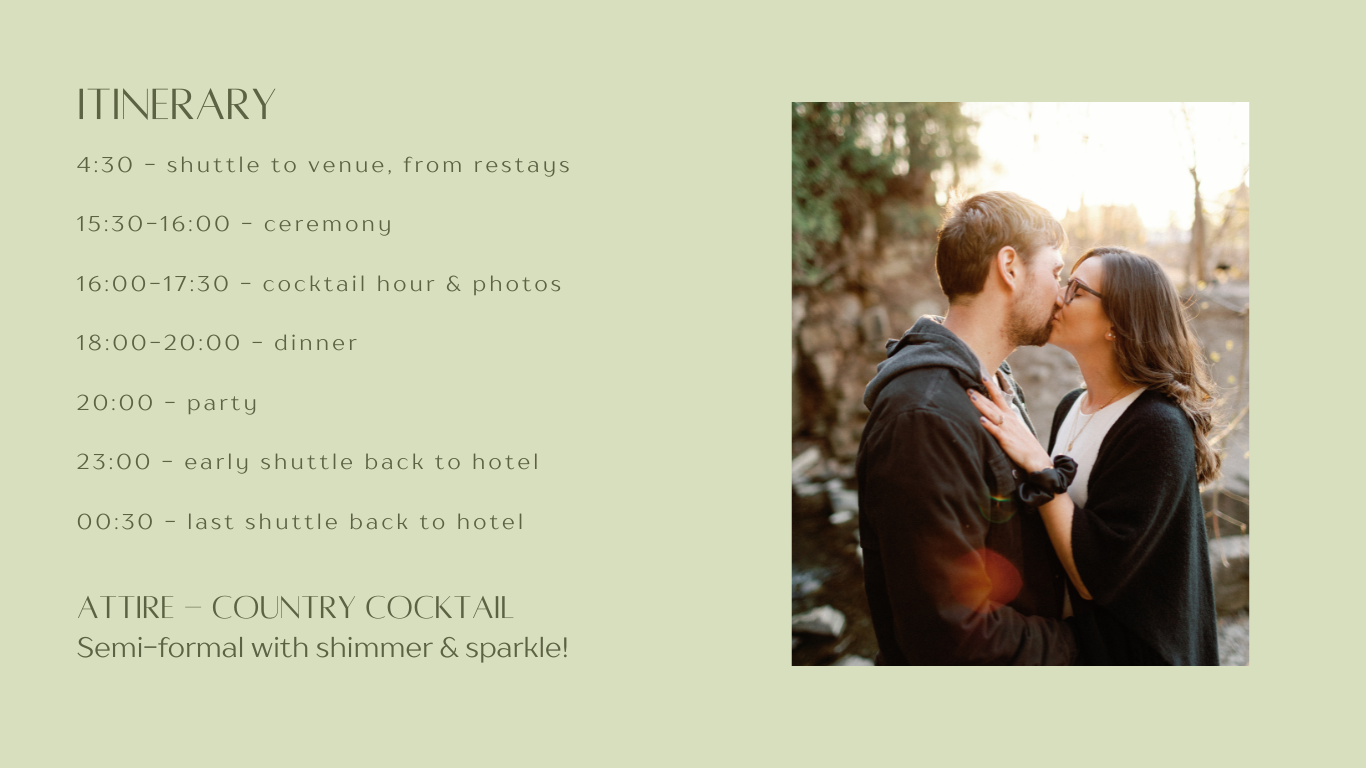 ITINERARY
4:30 - shuttle to venue, from restays
15:30-16:00 - ceremony
16:00-17:30 - cocktail hour & photos
18:00-20:00 - dinner
20:00 - party
23:00 - early shuttle back to hotel
00:30 - last shuttle back to hotel
ATTIRE - COUNTRY COCKTAIL
Semi-formal with shimmer & sparkle!